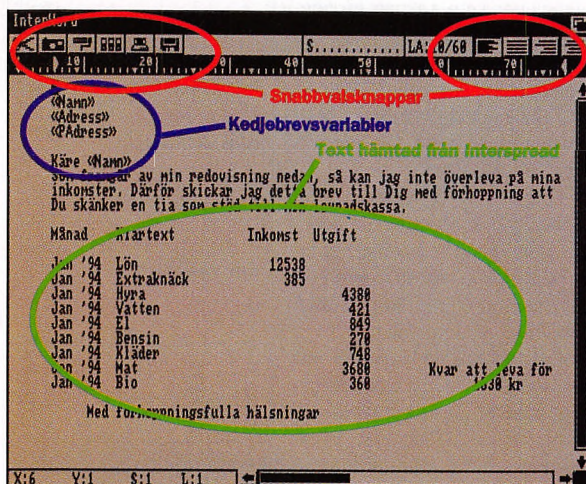 InterWord
S........... LA:10/60
10 20 30 40 50 60 70
Snabbvalsknappar
«Namn»
«Adress»
«PAdress»
Kedjebrevsvariabler
Text hämtad från Interspread
Käre «Namn»
av min redovisning nedan, så kan jag inte överleva på mina
inkomster. Därför skickar jag detta brev till Dig med förhoppning att
Du skänker en tia som stöd till min levnadskassa.
Månad Klartext Inkomst Utgift
Jan '94 Lön 12538
Jan '94 Extraknäck 385
Jan '94 Hyra 4380
Jan '94 Vatten 421
Jan '94 El 849
Jan '94 Bensin 270
Jan '94 Kläder 748
Jan '94 Mat 3680 Kvar att leva för
Jan '94 Bio 360 kr
Med förhoppningsfulla hälsningar
X:6 Y:1 S:1 L:1